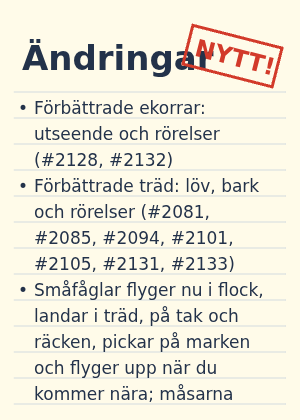 Ändringar
NYTT!
• Förbättrade ekorrar:
utseende och rörelser
(#2128, #2132)
• Förbättrade träd: löv, bark
och rörelser (#2081,
#2085, #2094, #2101,
#2105, #2131, #2133)
• Småfåglar flyger nu i flock,
landar i träd, på tak och
räcken, pickar på marken
och flyger upp när du
kommer nära; måsarna